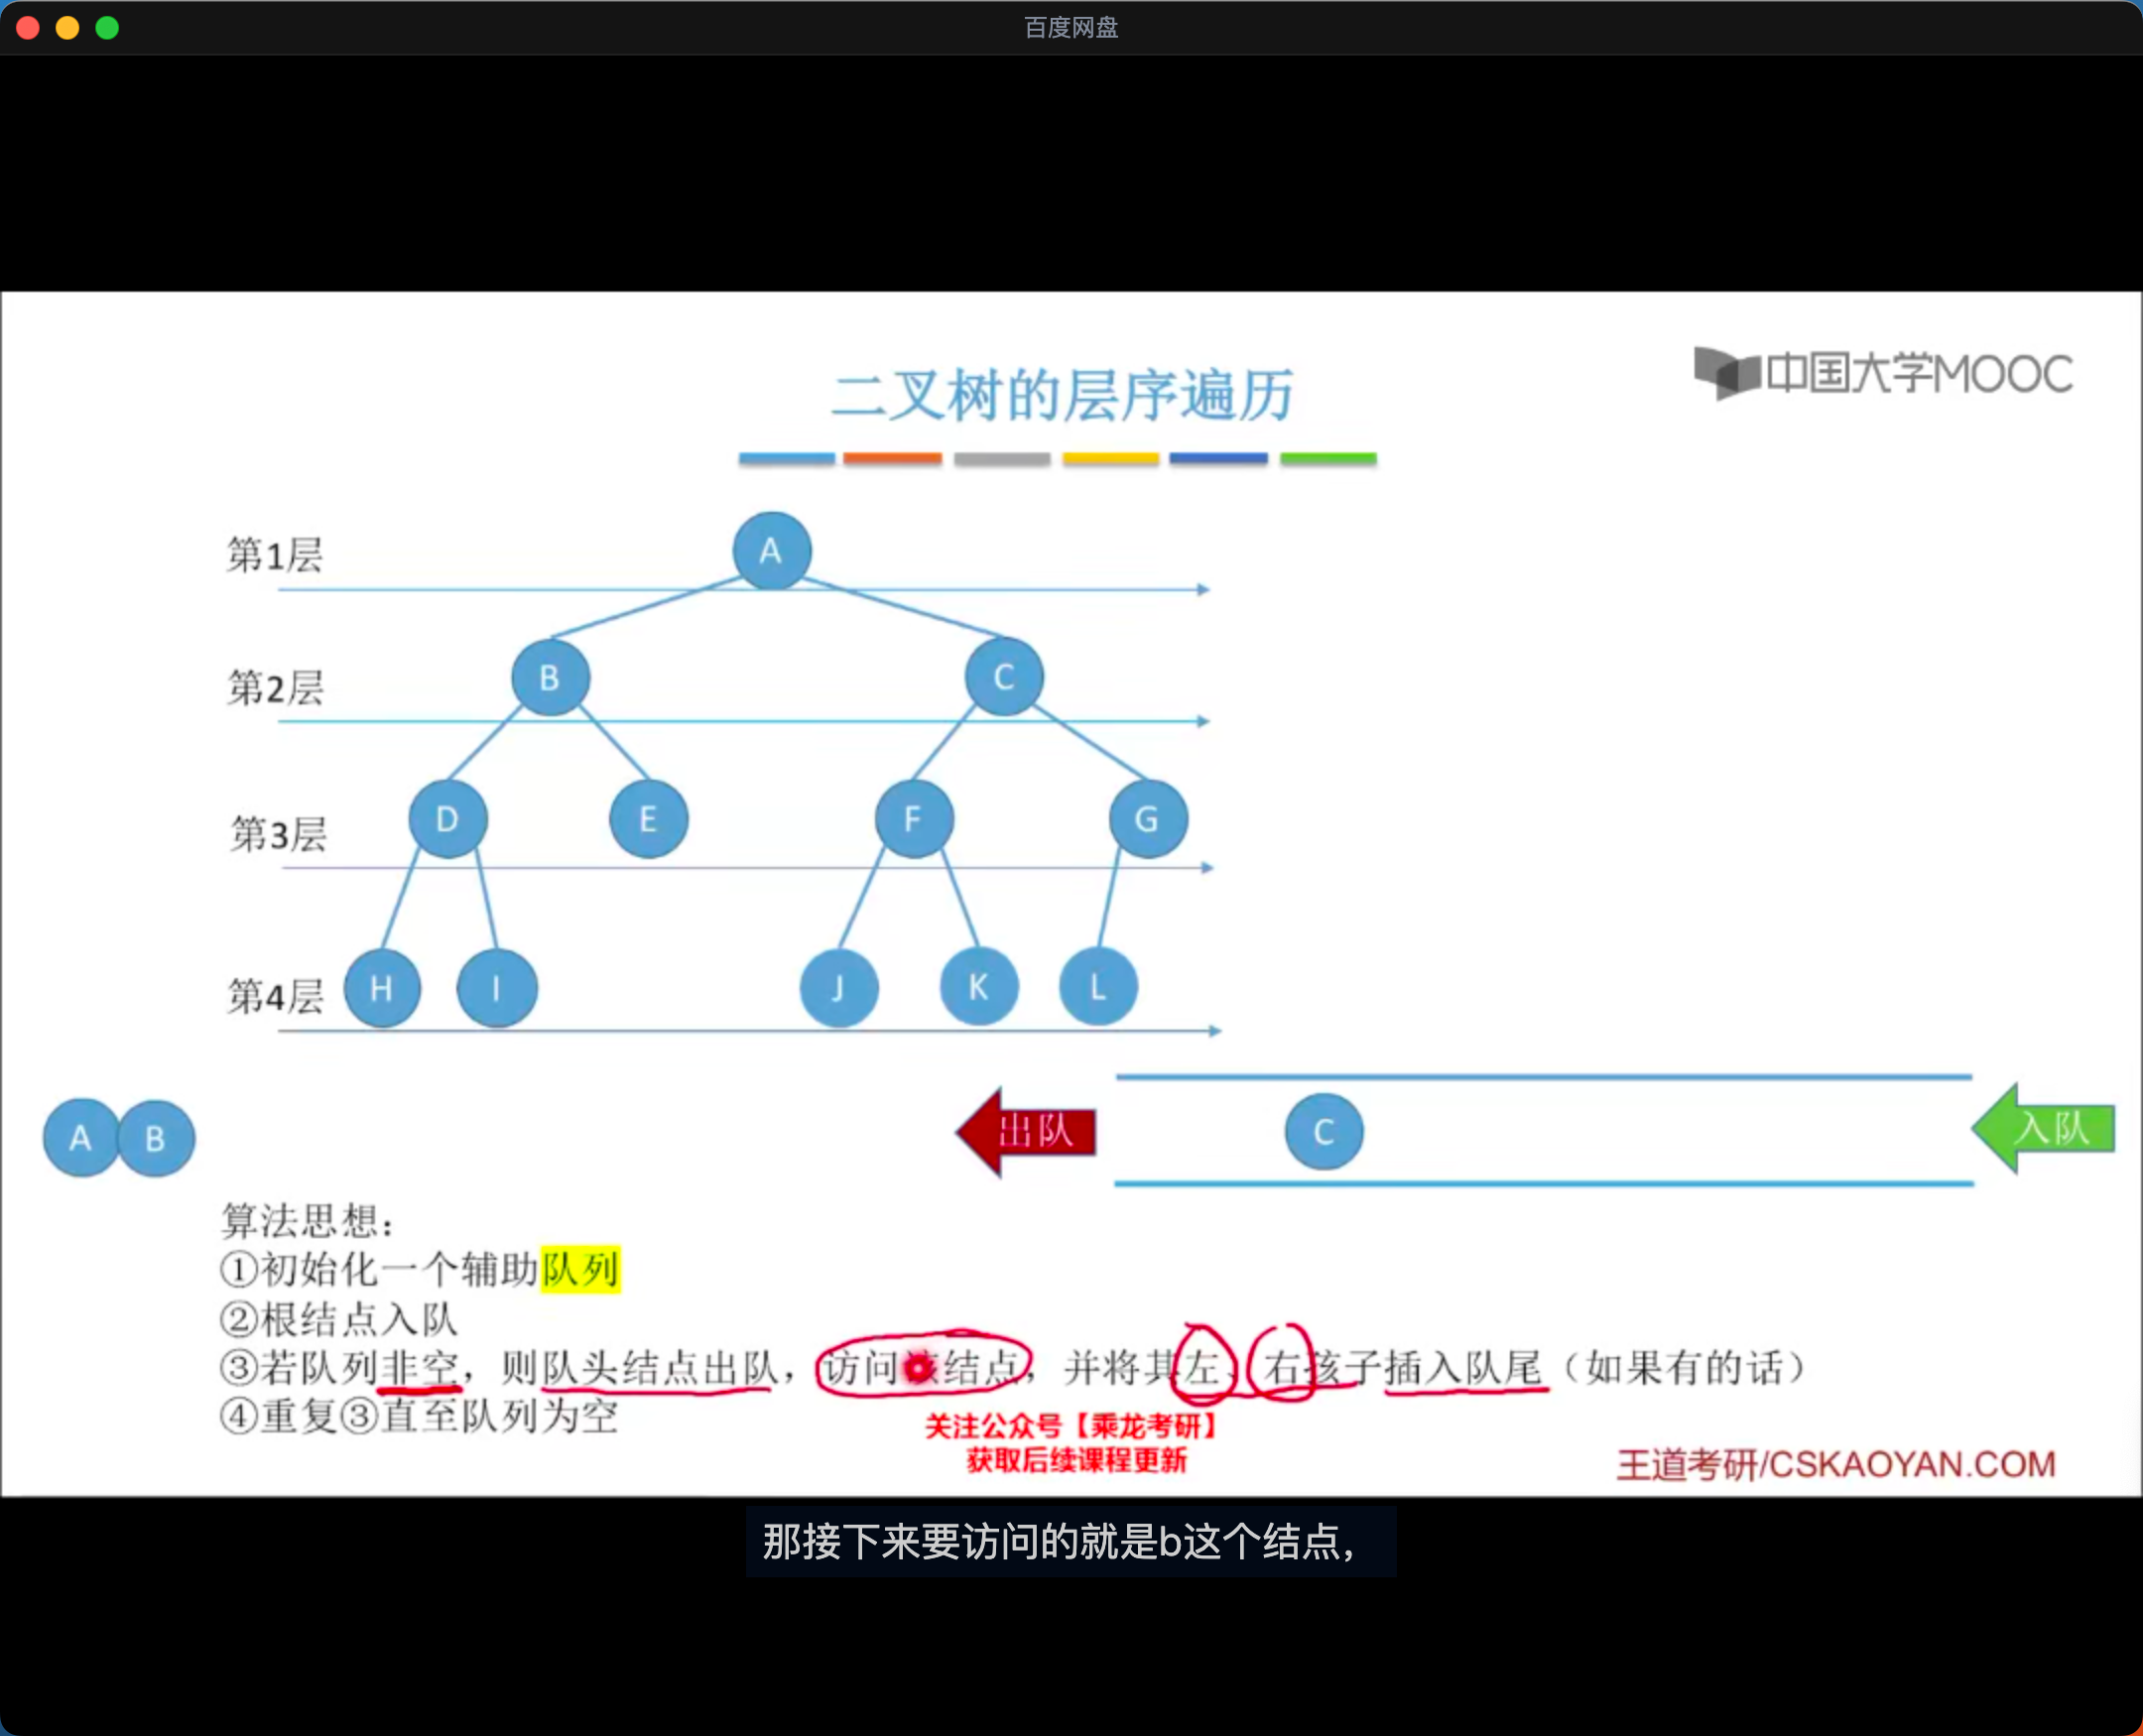 百度网盘
中国大学MOOC
二叉树的层序遍历
第1层
A
第2层
B
C
第3层
D
E
F
G
第4层
H
I
J
K
L
A
B
出队
C
入队
算法思想：
①初始化一个辅助队列
②根结点入队
③若队列非空，则队头结点出队，访问该结点，并将其左、右孩子插入队尾（如果有的话）
④重复③直至队列为空
关注公众号【乘龙考研】
获取后续课程更新
王道考研/CSKAOYAN.COM
那接下来要访问的就是b这个结点，